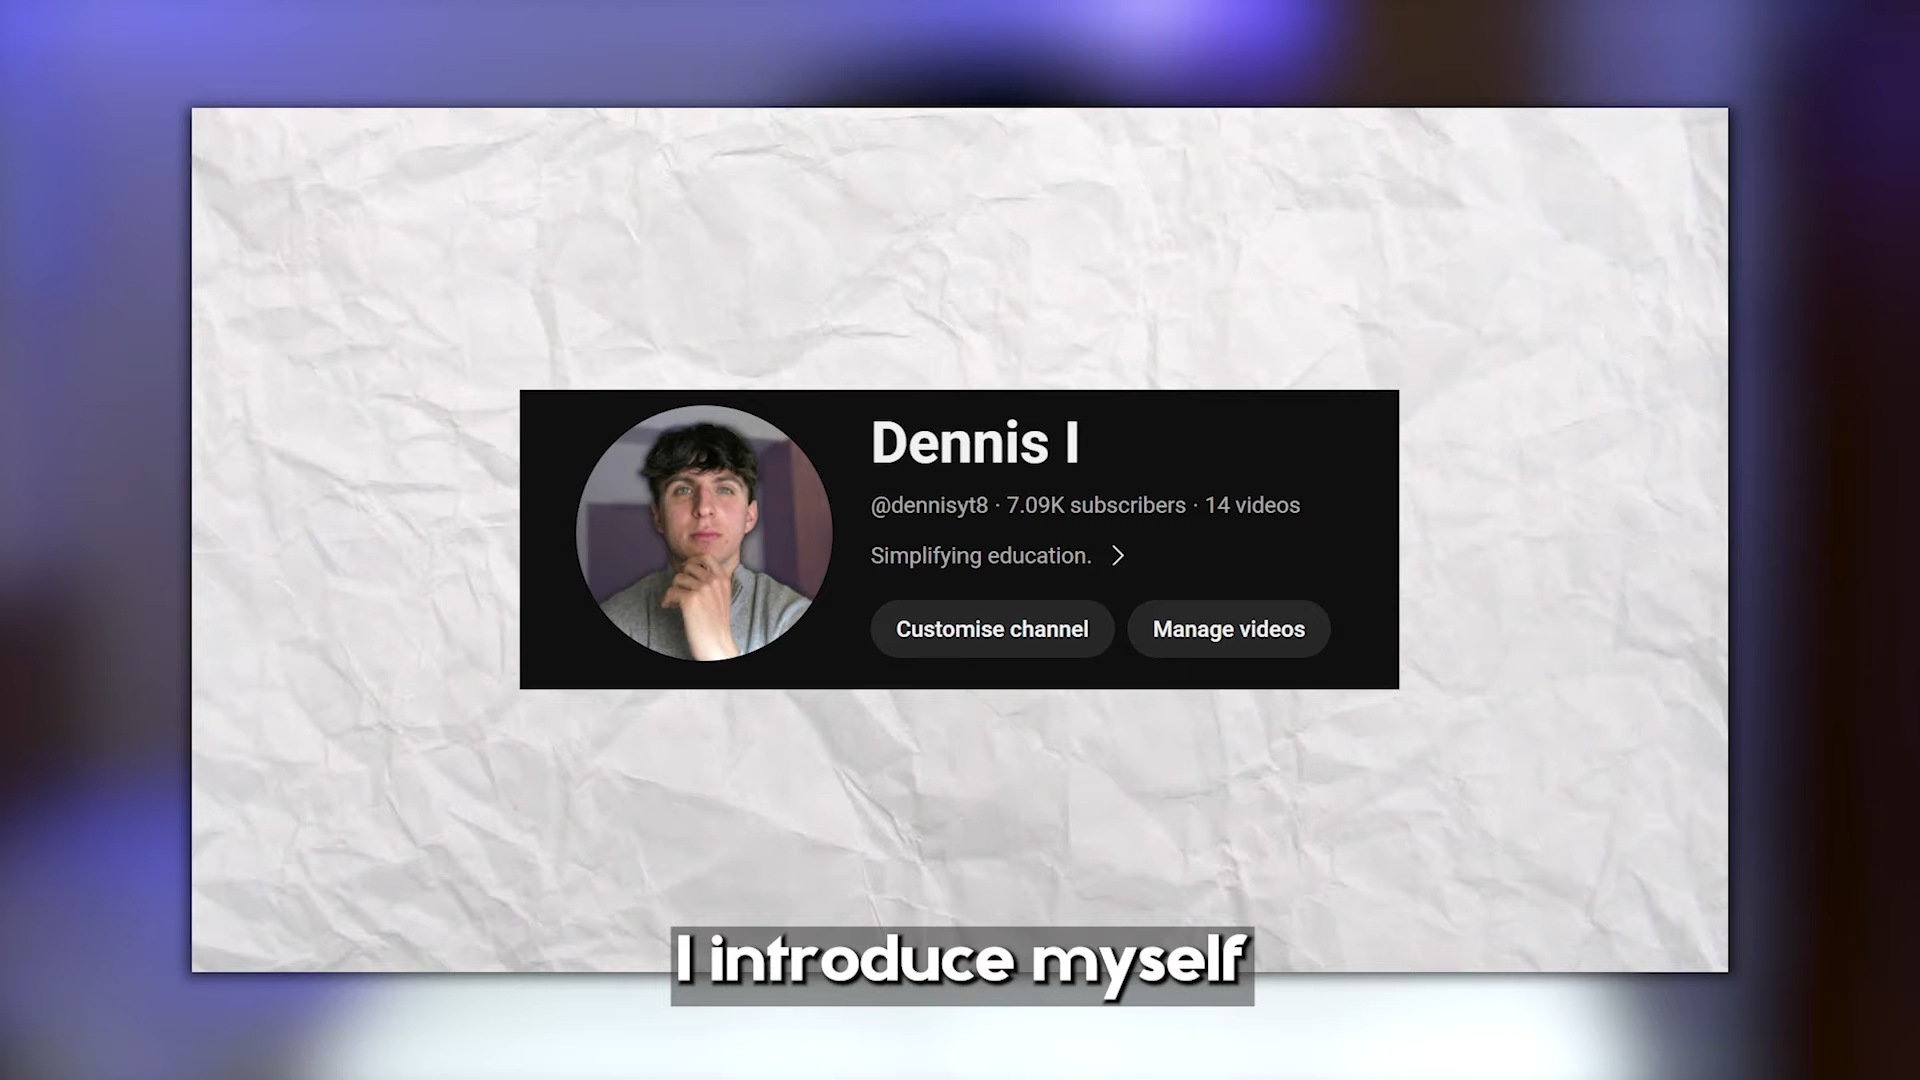 Dennis I
@dennisyt8 · 7.09K subscribers · 14 videos
Simplifying education.
Customise channel
Manage videos
I introduce myself